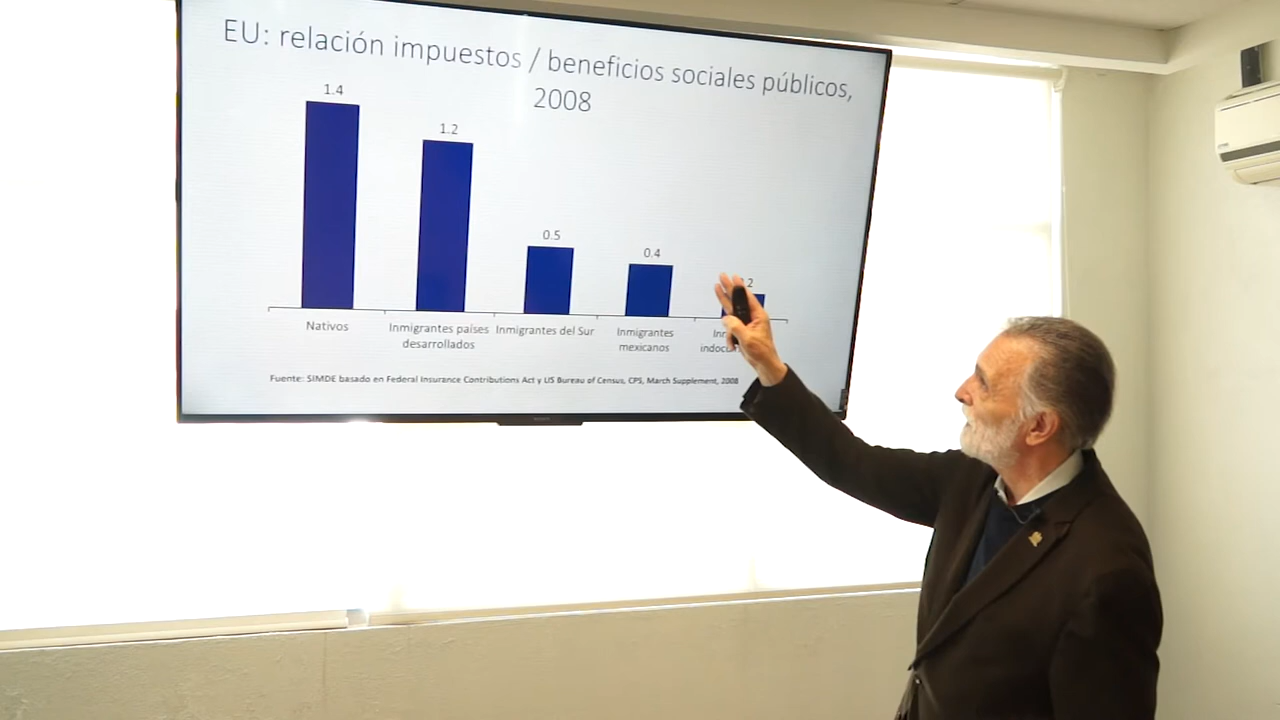 EU: relación impuestos / beneficios sociales públicos,
2008
1.4
1.2
0.5
0.4
Nativos
Inmigrantes países
desarrollados
Inmigrantes del Sur
Inmigrantes
mexicanos
Fuente: SIMDE basado en Federal Insurance Contributions Act y US Bureau of Census, CPS, March Supplement, 2008